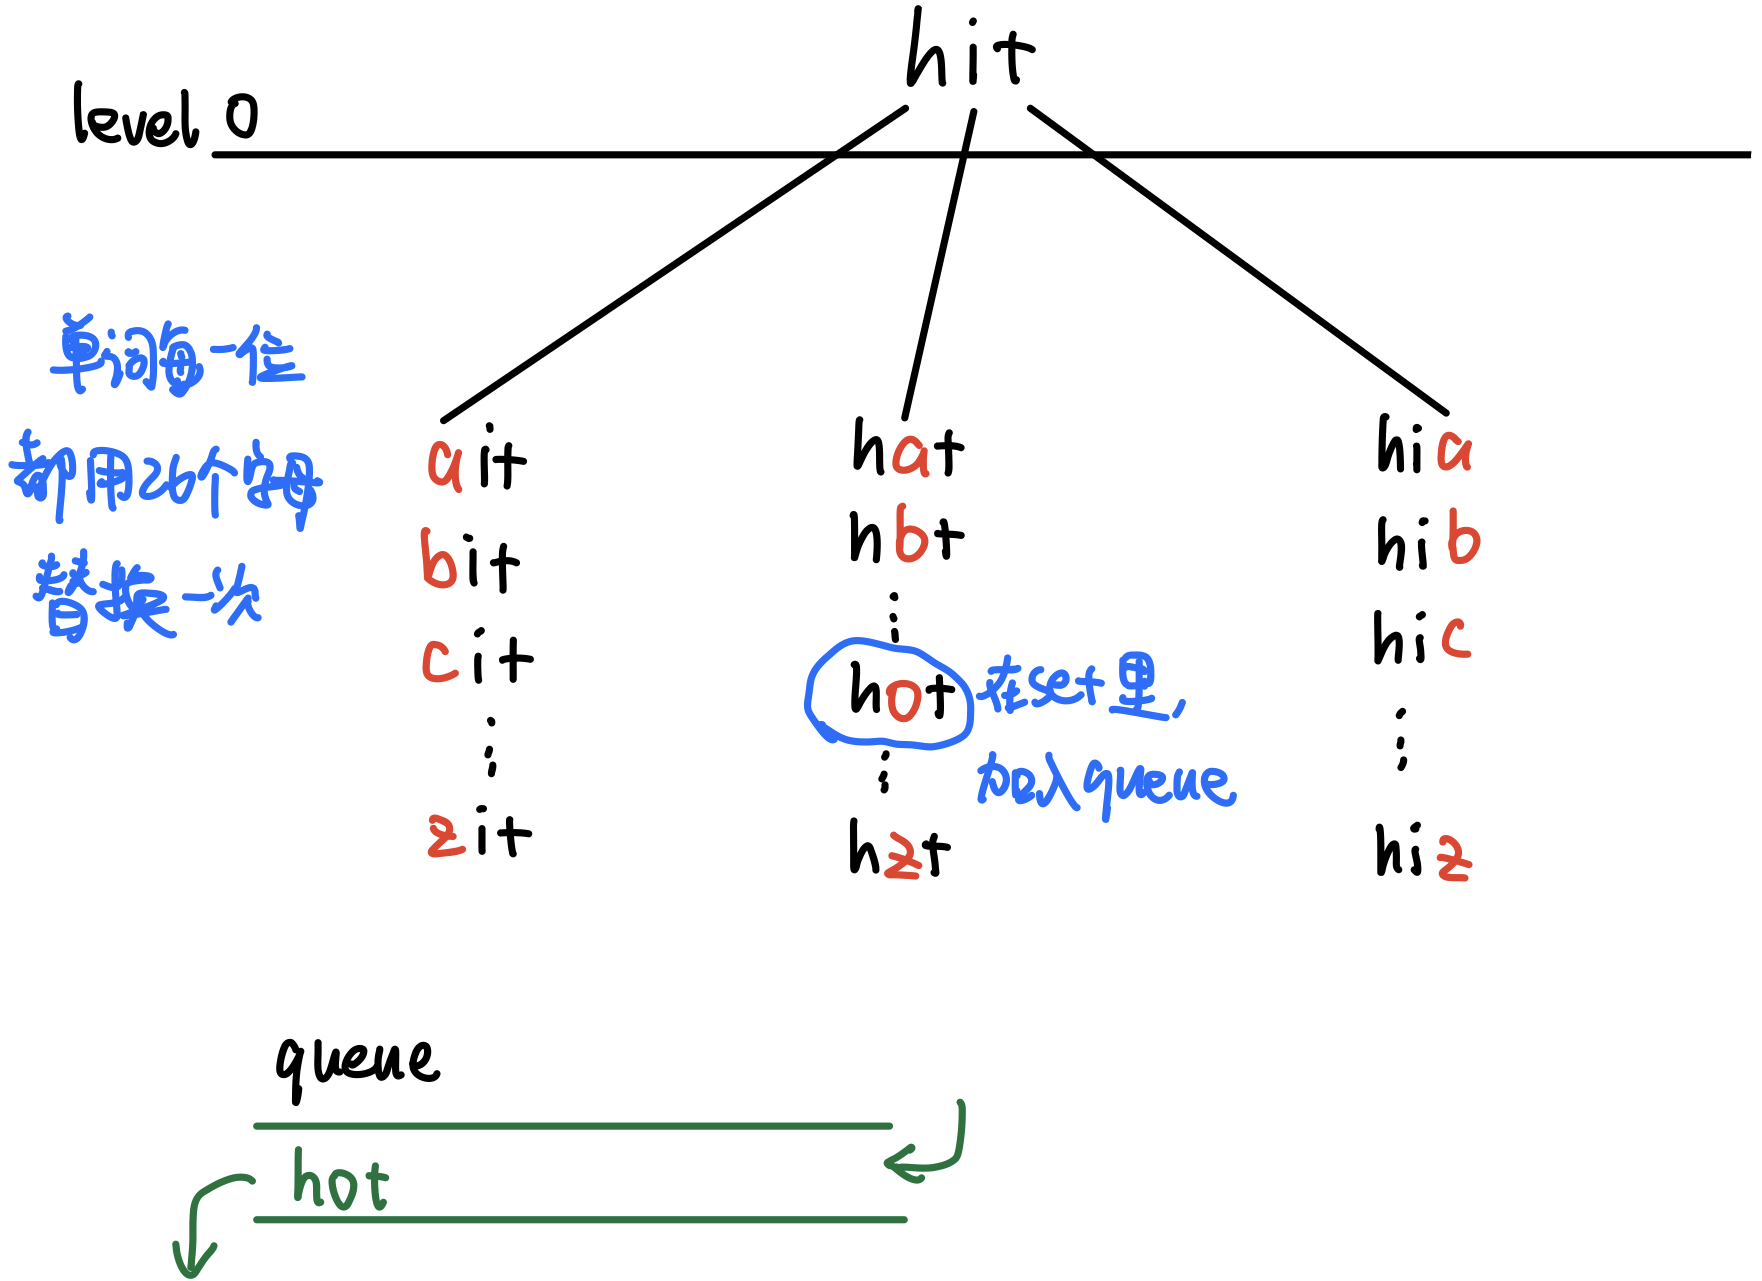 hit
level 0
单词每一位
都用26个字母
替换一次
ait
bit
cit
zit
hat
hbt
hot
hzt
在set里,
加入queue
hia
hib
hic
hiz
queue
hot